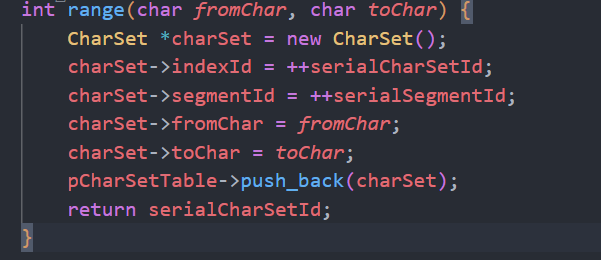 int range(char fromChar, char toChar) {
    CharSet *charSet = new CharSet();
    charSet->indexId = ++serialCharSetId;
    charSet->segmentId = ++serialSegmentId;
    charSet->fromChar = fromChar;
    charSet->toChar = toChar;
    pCharSetTable->push_back(charSet);
    return serialCharSetId;
}